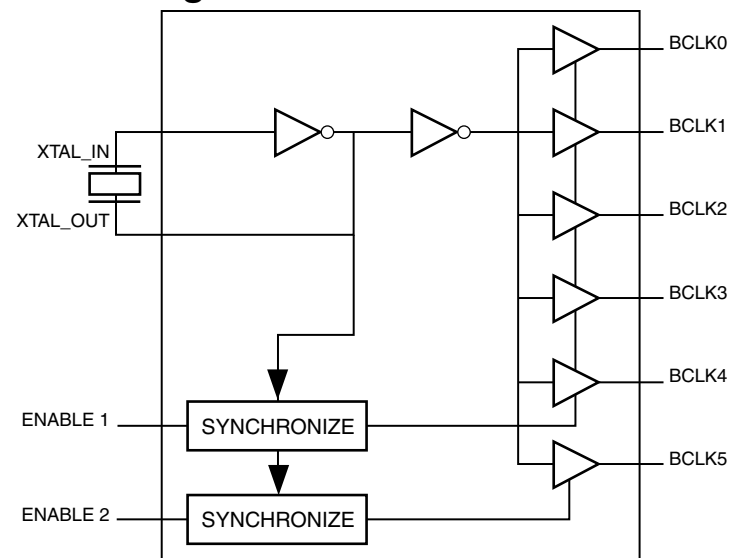 BCLK0
BCLK1
XTAL_IN
XTAL_OUT
BCLK2
BCLK3
BCLK4
ENABLE 1
SYNCHRONIZE
BCLK5
ENABLE 2
SYNCHRONIZE